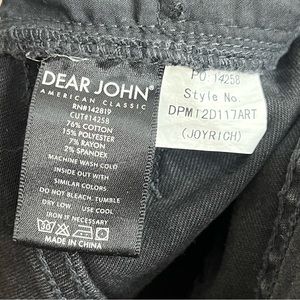 DEAR JOHN
AMERICAN CLASSIC
RN#142819
CUT#14258
76% COTTON
15% POLYESTER
7% RAYON
2% SPANDEX
MACHINE WASH COLD
INSIDE OUT WITH
SIMILAR COLORS
DO NOT BLEACH. TUMBLE
DRY LOW. USE COOL
IRON IF NECESSARY
MADE IN CHINA
PO 14258
Style No.
DPMT2D117ART
(JOYRICH)